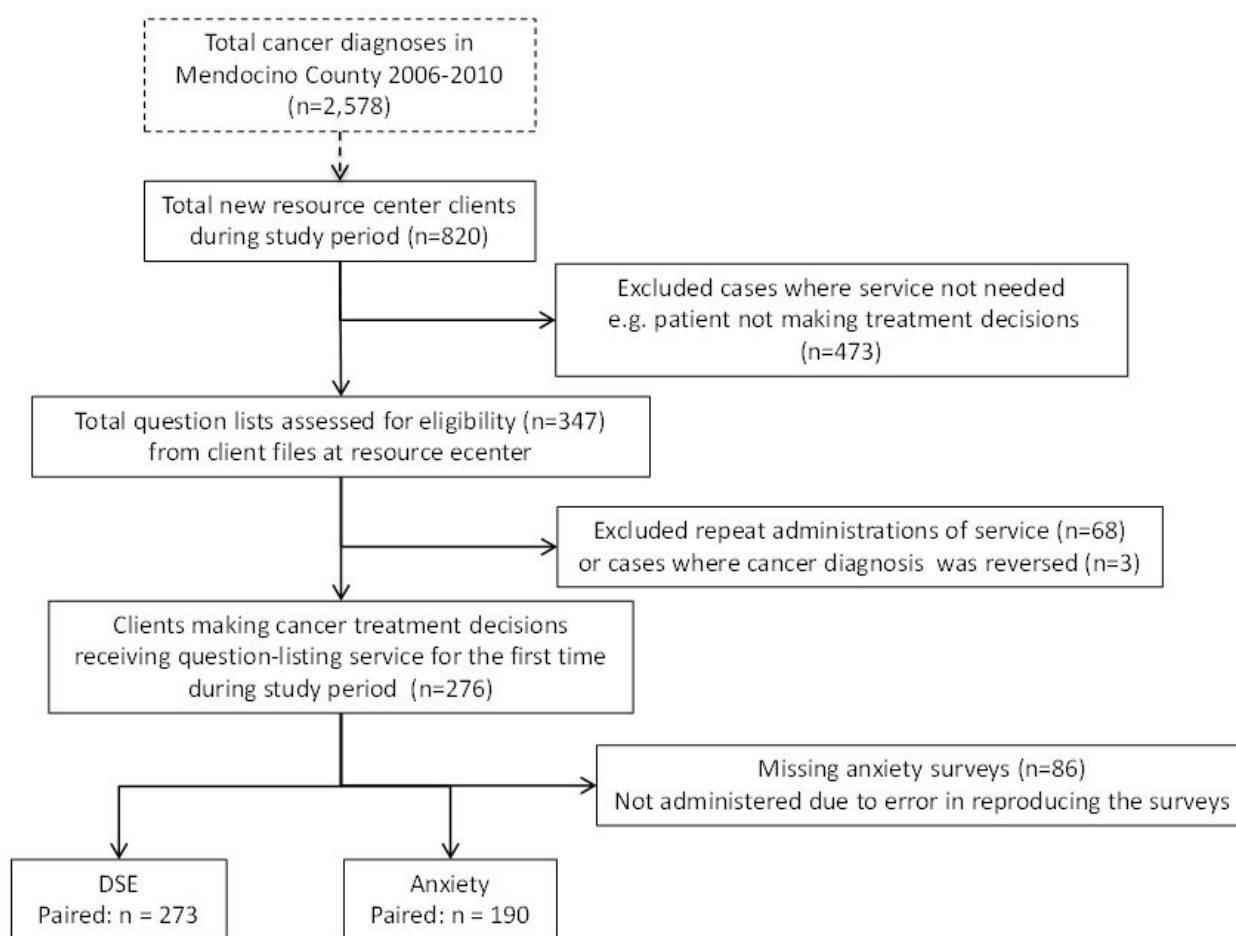 Total cancer diagnoses in
Mendocino County 2006-2010
(n=2,578)
Total new resource center clients
during study period (n=820)
Excluded cases where service not needed
e.g. patient not making treatment decisions
(n=473)
Total question lists assessed for eligibility (n=347)
from client files at resource ecenter
Excluded repeat administrations of service (n=68)
or cases where cancer diagnosis was reversed (n=3)
Clients making cancer treatment decisions
receiving question-listing service for the first time
during study period (n=276)
Missing anxiety surveys (n=86)
Not administered due to error in reproducing the surveys
DSE
Paired: n = 273
Anxiety
Paired: n = 190